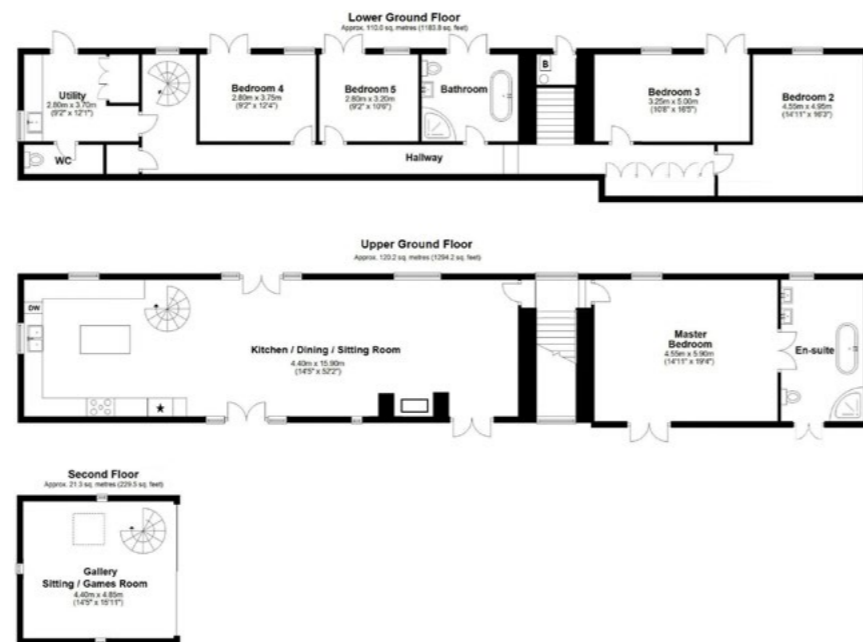 Lower Ground Floor
Approx. 110.0 sq. metres (1183.8 sq. feet)
Utility
2.80m x 3.70m
(9'2" x 12'1")
Bedroom 4
2.80m x 3.75m
(9'2" x 12'4")
Bedroom 5
2.80m x 3.20m
(9'2" x 10'6")
Bathroom
B
Bedroom 3
3.25m x 5.00m
(10'8" x 16'5")
Bedroom 2
4.55m x 4.95m
(14'11" x 16'3")
WC
Hallway
Upper Ground Floor
Approx. 120.2 sq. metres (1294.2 sq. feet)
DW
Kitchen / Dining / Sitting Room
4.40m x 15.90m
(14'5" x 52'2")
Master
Bedroom
4.55m x 5.90m
(14'11" x 19'4")
En-suite
Second Floor
Approx. 21.3 sq. metres (229.5 sq. feet)
Gallery
Sitting / Games Room
4.40m x 4.85m
(14'5" x 15'11")